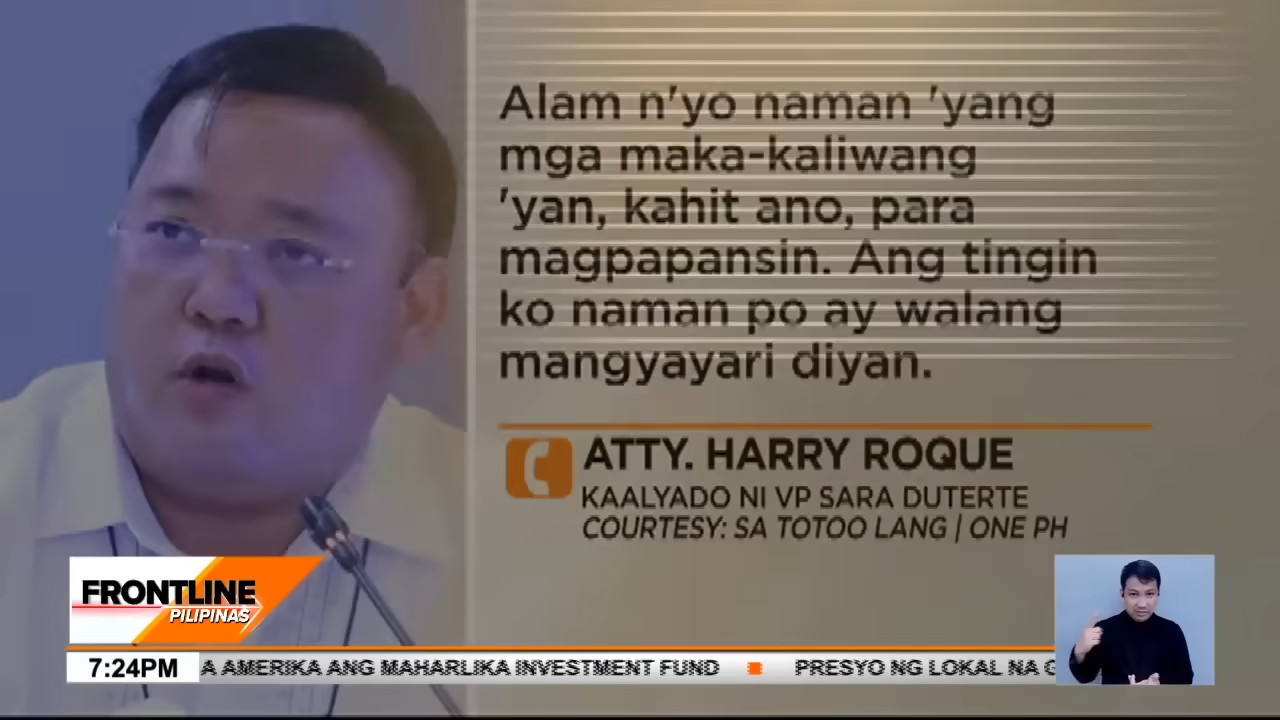 Alam n'yo naman 'yang
mga maka-kaliwang
'yan, kahit ano, para
magpapansin. Ang tingin
ko naman po ay walang
mangyayari diyan.
ATTY. HARRY ROQUE
KAALYADO NI VP SARA DUTERTE
COURTESY: SA TOTOO LANG | ONE PH
FRONTLINE
PILIPINAS
7:24PM A AMERIKA ANG MAHARLIKA INVESTMENT FUND PRESYO NG LOKAL NA G